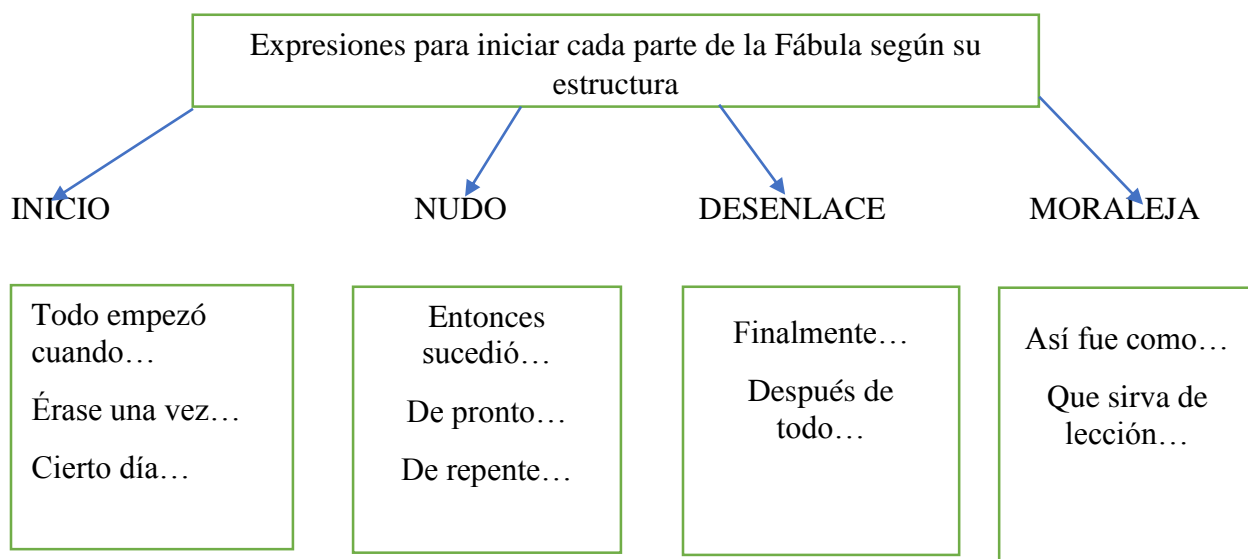 Expresiones para iniciar cada parte de la Fábula según su
estructura
INICIO
NUDO
DESENLACE
MORALEJA
Todo empezó
cuando…
Érase una vez…
Cierto día…
Entonces
sucedió…
De pronto…
De repente…
Finalmente…
Después de
todo…
Así fue como…
Que sirva de
lección…